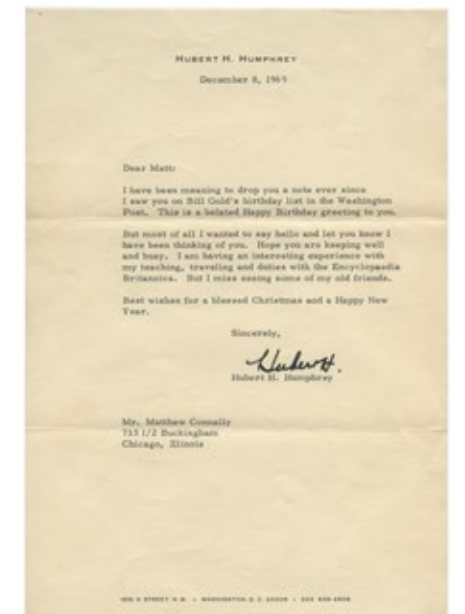 HUBERT H. HUMPHREY
December 8, 1969
Dear Matt:
I have been meaning to drop you a note ever since
I saw you on Bill Gold's birthday list in the Washington
Post. This is a belated Happy Birthday greeting to you.
But most of all I wanted to say hello and let you know I
have been thinking of you. Hope you are keeping well
and busy. I am having an interesting experience with
my teaching, traveling and duties with the Encyclopaedia
Britannica. But I miss seeing some of my old friends.
Best wishes for a blessed Christmas and a Happy New
Year.
Sincerely,
Hubert H.
Hubert H. Humphrey
Mr. Matthew Connally
733 1/2 Buckingham
Chicago, Illinois
STREET N.W. • WASHINGTON D.C.